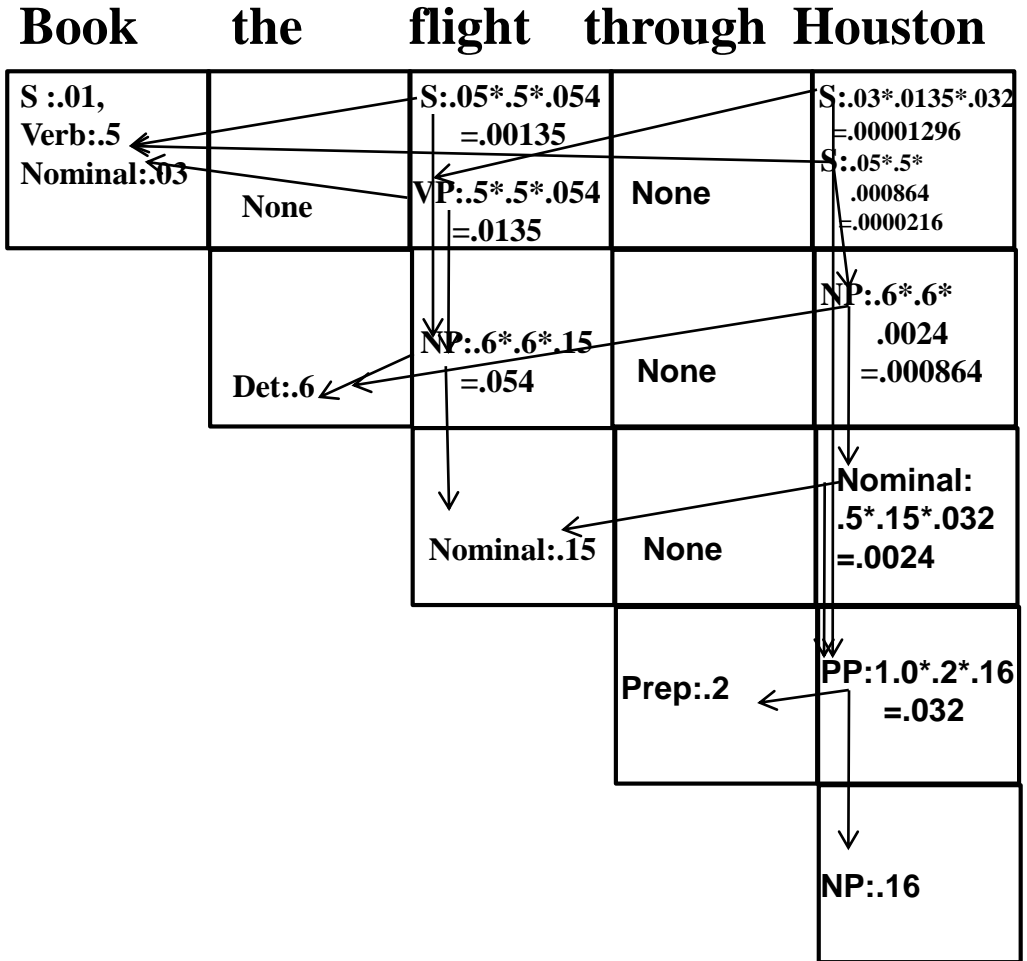 Book the flight through Houston
S :.01,
Verb:.5
Nominal:.03
None
S:.05*.5*.054
=.00135
VP:.5*.5*.054
=.0135
None
S:.03*.0135*.032
=.00001296
S:.05*.5*
.000864
=.0000216
Det:.6
NP:.6*.6*.15
=.054
None
NP:.6*.6*
.0024
=.000864
Nominal:.15
None
Nominal:
.5*.15*.032
=.0024
Prep:.2
PP:1.0*.2*.16
=.032
NP:.16